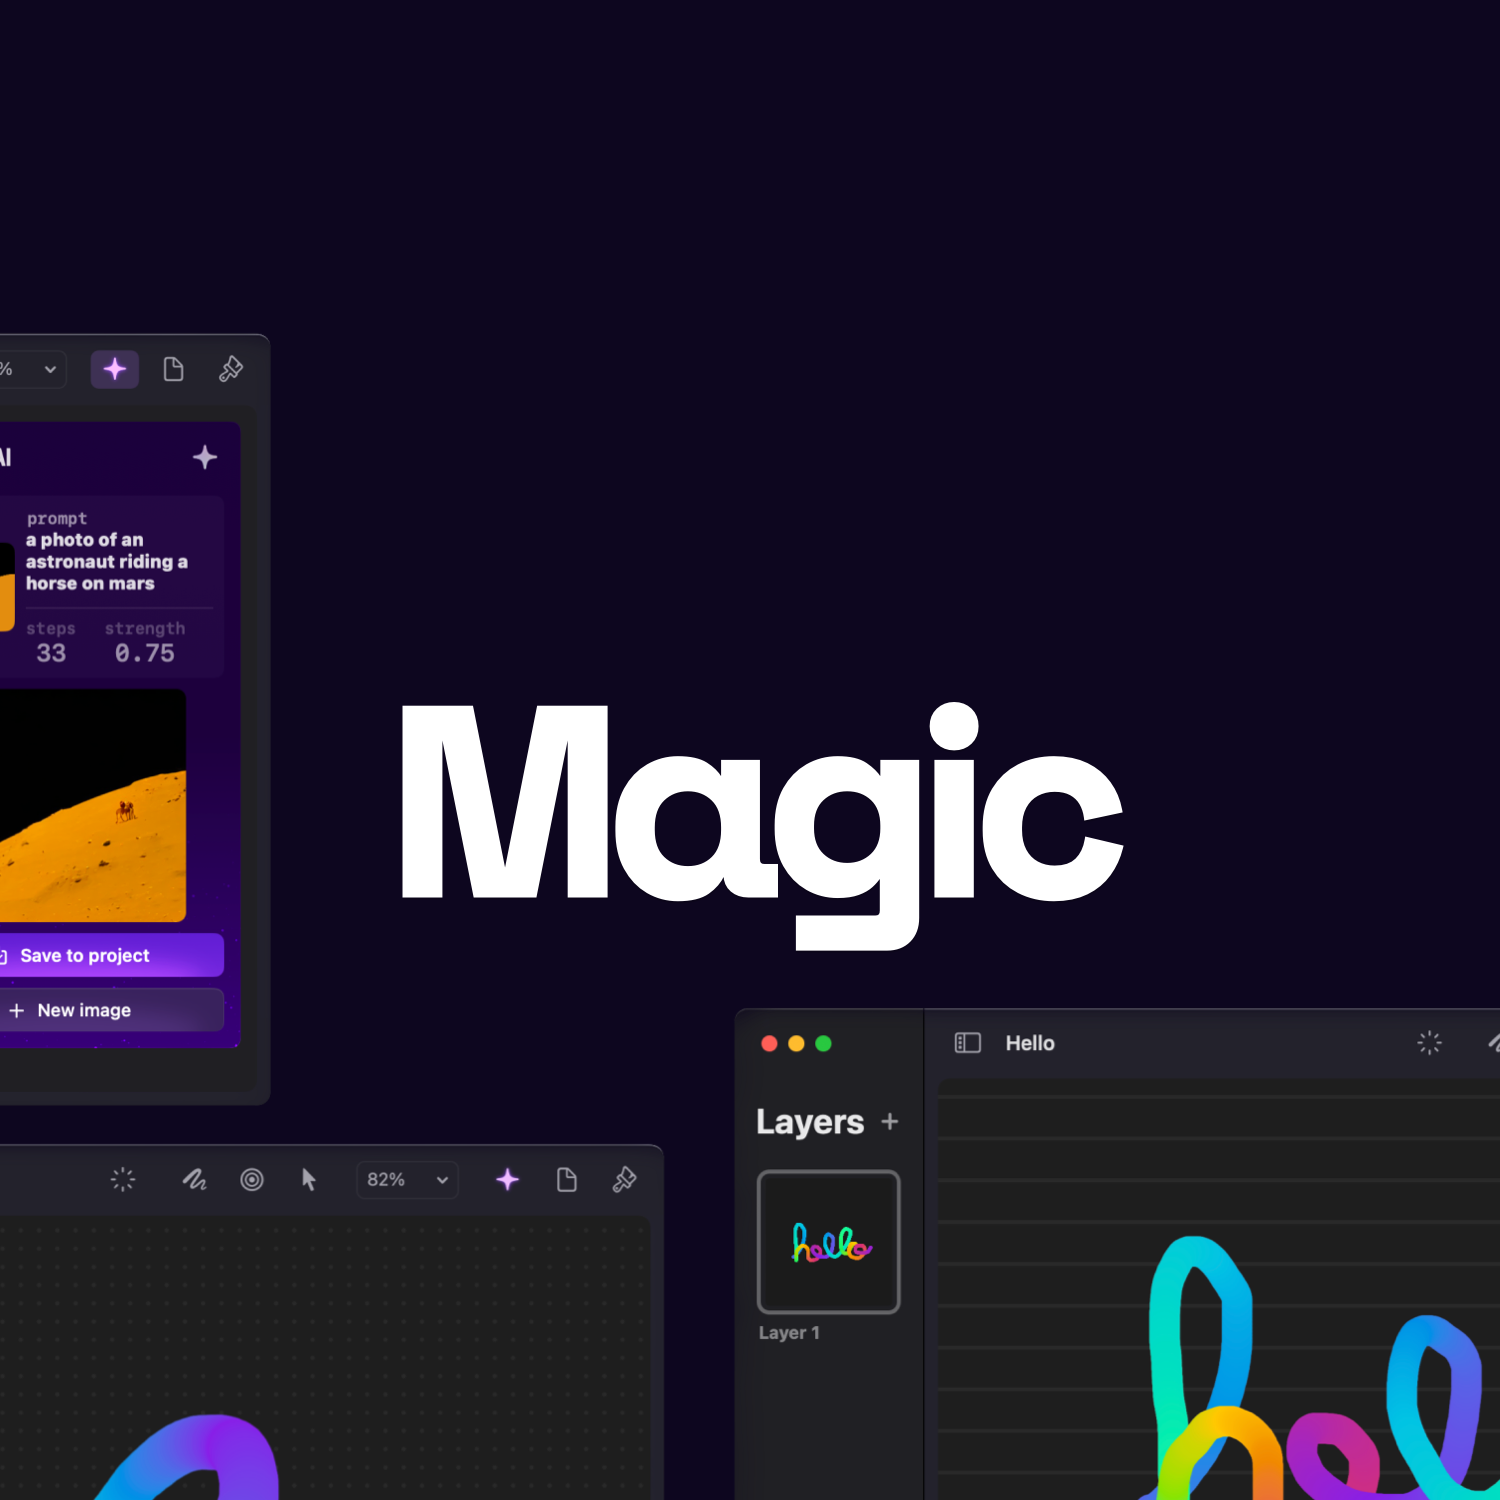 %
AI
prompt
a photo of an
astronaut riding a
horse on mars
steps strength
33 0.75
Save to project
New image
Magic
Hello
Layers +
hello
Layer 1
82%
hel